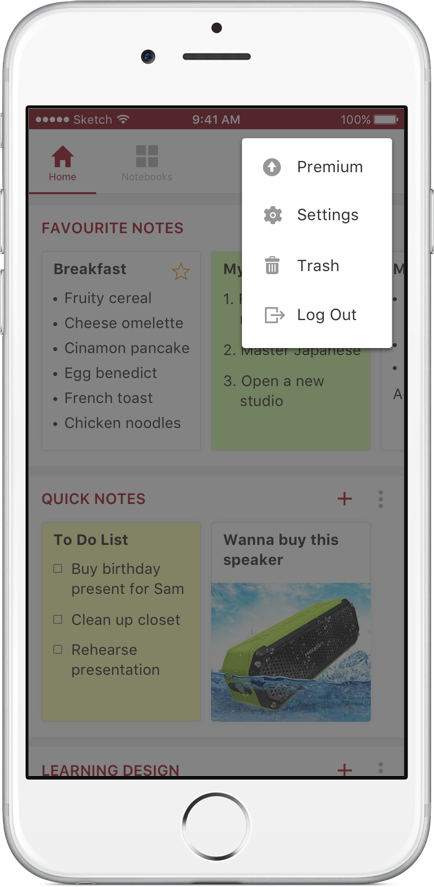 Sketch 9:41 AM 100%
Home
Notebooks
Premium
Settings
Trash
Log Out
FAVOURITE NOTES
Breakfast
• Fruity cereal
• Cheese omelette
• Cinamon pancake
• Egg benedict
• French toast
• Chicken noodles
My
1.
2. Master Japanese
3. Open a new
studio
M
A
QUICK NOTES
To Do List
Buy birthday
present for Sam
Clean up closet
Rehearse
presentation
Wanna buy this
speaker
LEARNING DESIGN